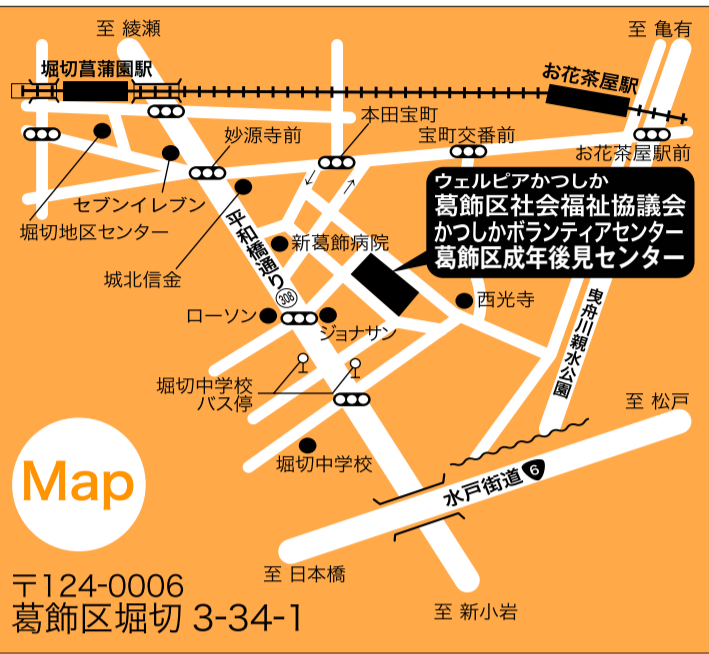 至 綾瀬
至 亀有
堀切菖蒲園駅
お花茶屋駅
本田宝町
妙源寺前
宝町交番前
お花茶屋駅前
セブンイレブン
堀切地区センター
ウェルピアかつしか
葛飾区社会福祉協議会
かつしかボランティアセンター
葛飾区成年後見センター
平和橋通り
308
新葛飾病院
城北信金
西光寺
ローソン
ジョナサン
曳舟川親水公園
堀切中学校
バス停
至 松戸
堀切中学校
水戸街道
6
Map
至 日本橋
至 新小岩
〒124-0006
葛飾区堀切 3-34-1